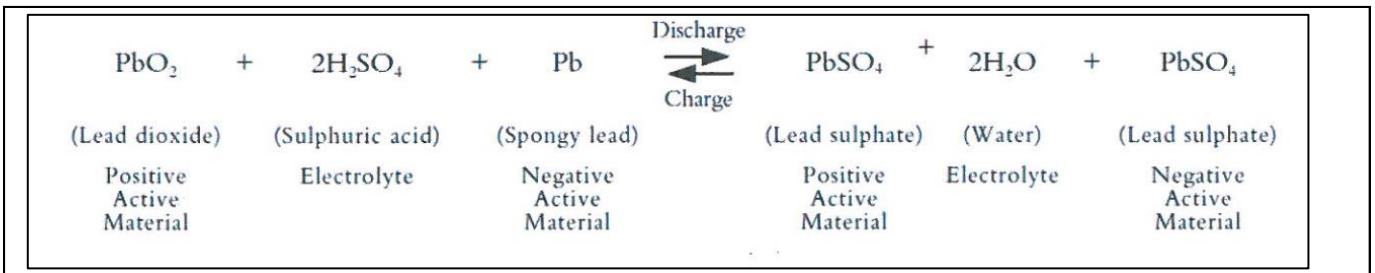 Discharge
PbO₂ + 2H₂SO₄ + Pb PbSO₄ + 2H₂O + PbSO₄
Charge
(Lead dioxide) (Sulphuric acid) (Spongy lead) (Lead sulphate) (Water) (Lead sulphate)
Positive Electrolyte Negative Positive Electrolyte Negative
Active Active Active Active
Material Material Material Material